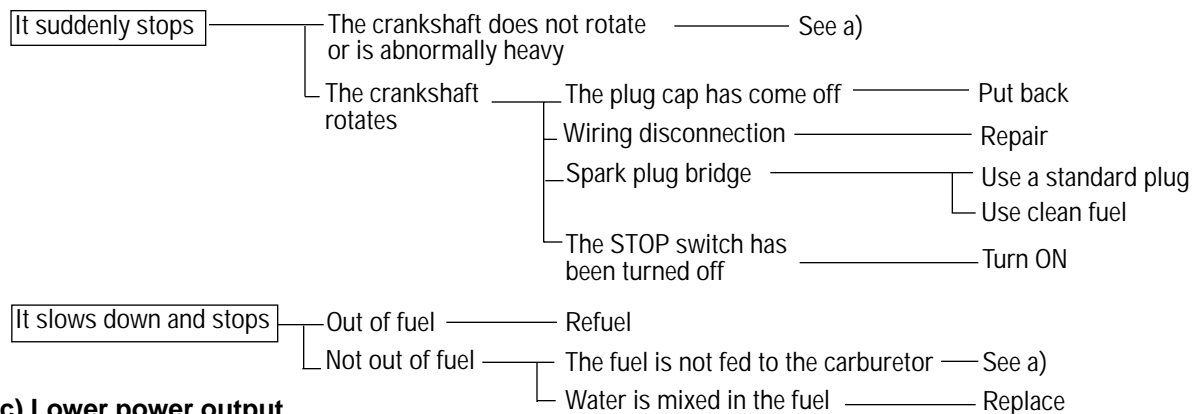 It suddenly stops
The crankshaft does not rotate
or is abnormally heavy
See a)
The crankshaft
rotates
The plug cap has come off
Put back
Wiring disconnection
Repair
Spark plug bridge
Use a standard plug
Use clean fuel
The STOP switch has
been turned off
Turn ON
It slows down and stops
Out of fuel
Refuel
Not out of fuel
The fuel is not fed to the carburetor
See a)
Water is mixed in the fuel
Replace
c) Lower power output